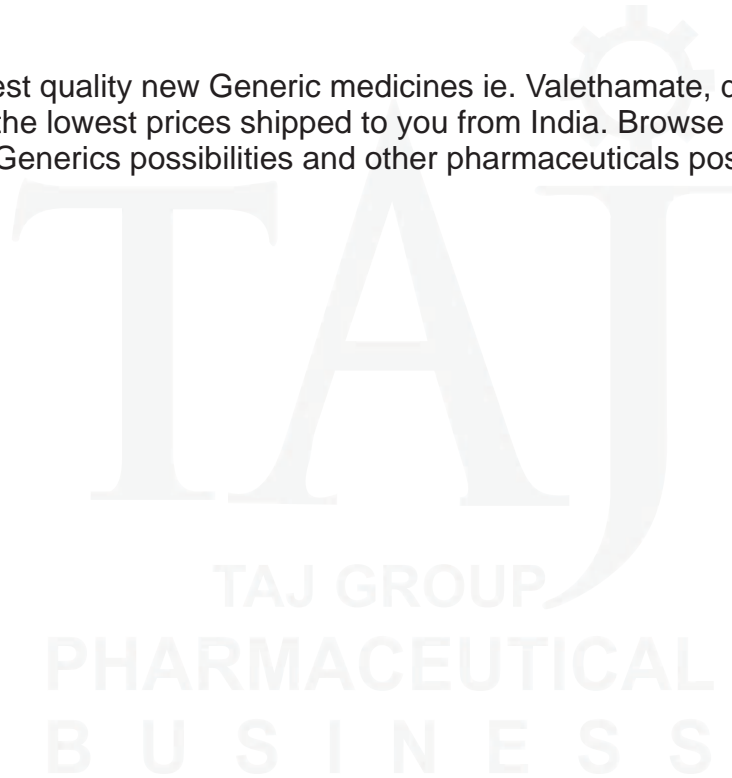 est quality new Generic medicines ie. Valethamate,
the lowest prices shipped to you from India. Browse
Generics possibilities and other pharmaceuticals
TAJ
TAJ GROUP
PHARMACEUTICAL
BUSINESS